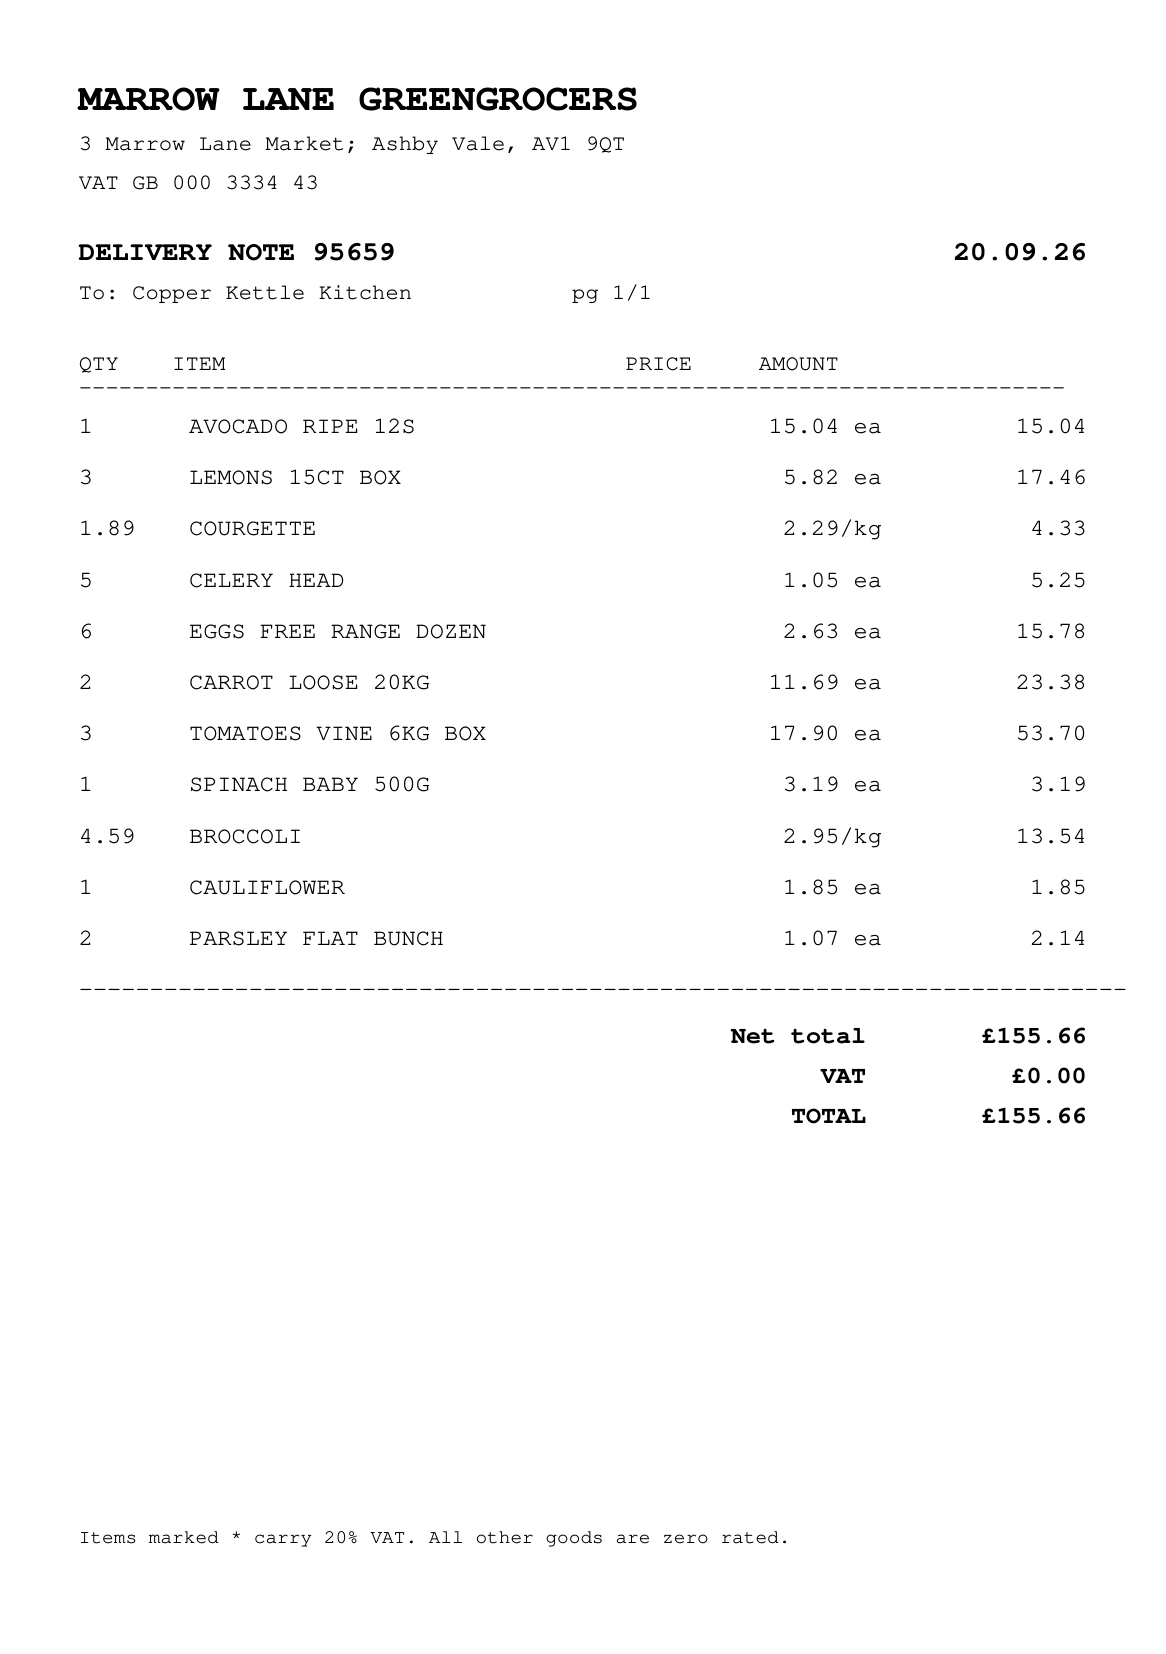 MARROW LANE GREENGROCERS
3 Marrow Lane Market; Ashby Vale, AV1 9QT
VAT GB 000 3334 43
DELIVERY NOTE 95659 20.09.26
To: Copper Kettle Kitchen pg 1/1
QTY ITEM PRICE AMOUNT
1 AVOCADO RIPE 12S 15.04 ea 15.04
3 LEMONS 15CT BOX 5.82 ea 17.46
1.89 COURGETTE 2.29/kg 4.33
5 CELERY HEAD 1.05 ea 5.25
6 EGGS FREE RANGE DOZEN 2.63 ea 15.78
2 CARROT LOOSE 20KG 11.69 ea 23.38
3 TOMATOES VINE 6KG BOX 17.90 ea 53.70
1 SPINACH BABY 500G 3.19 ea 3.19
4.59 BROCCOLI 2.95/kg 13.54
1 CAULIFLOWER 1.85 ea 1.85
2 PARSLEY FLAT BUNCH 1.07 ea 2.14
Net total £155.66
VAT £0.00
TOTAL £155.66
Items marked * carry 20% VAT. All other goods are zero rated.